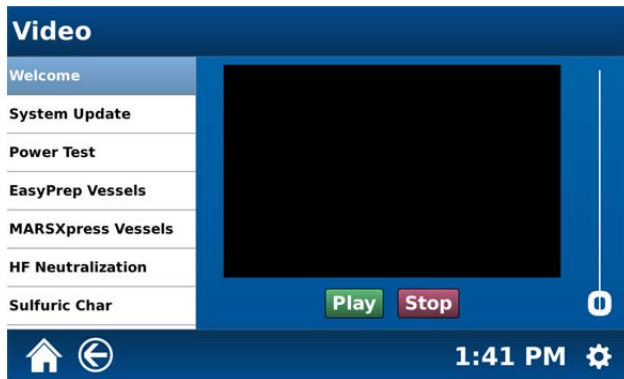 Video
Welcome
System Update
Power Test
EasyPrep Vessels
MARSXpress Vessels
HF Neutralization
Sulfuric Char
Play Stop
1:41 PM